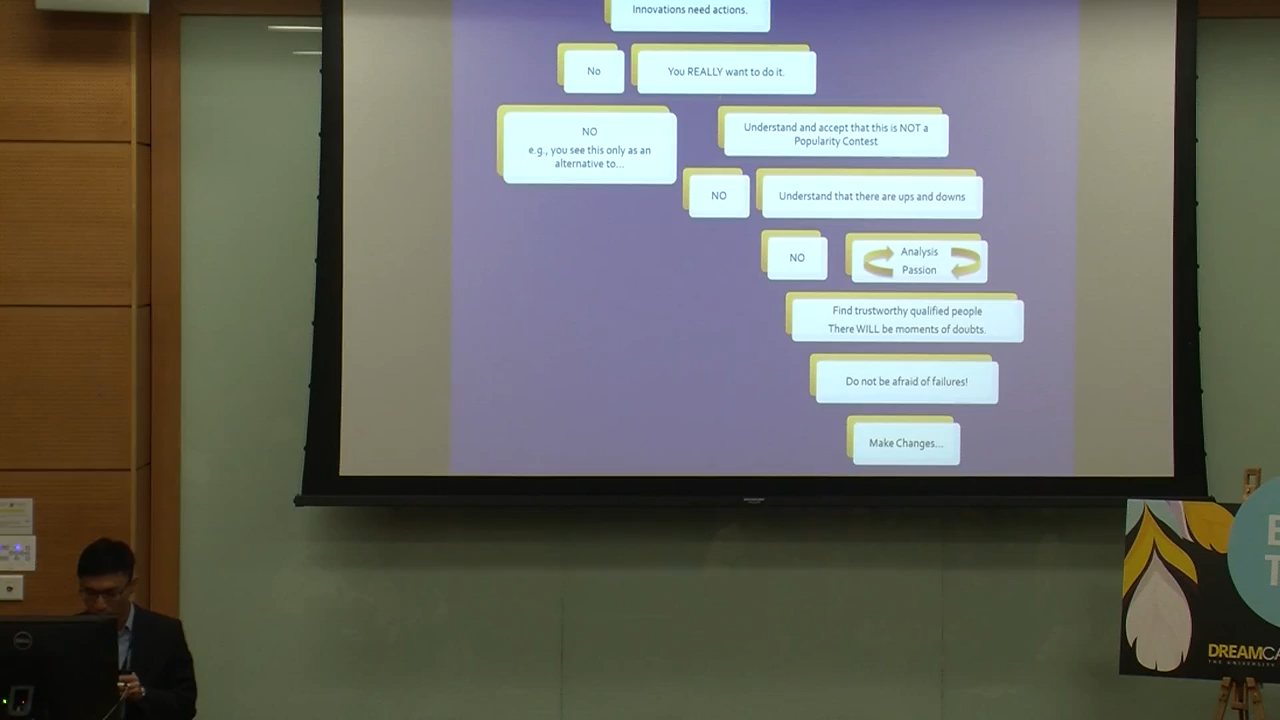 Innovations need actions.
No
You REALLY want to do it.
NO
e.g., you see this only as an
alternative to...
Understand and accept that this is NOT a
Popularity Contest
NO
Understand that there are ups and downs
NO
Analysis
Passion
Find trustworthy qualified people
There WILL be moments of doubts.
Do not be afraid of failures!
Make Changes...
DELL
DREAMCA
THE UNIVERSITY